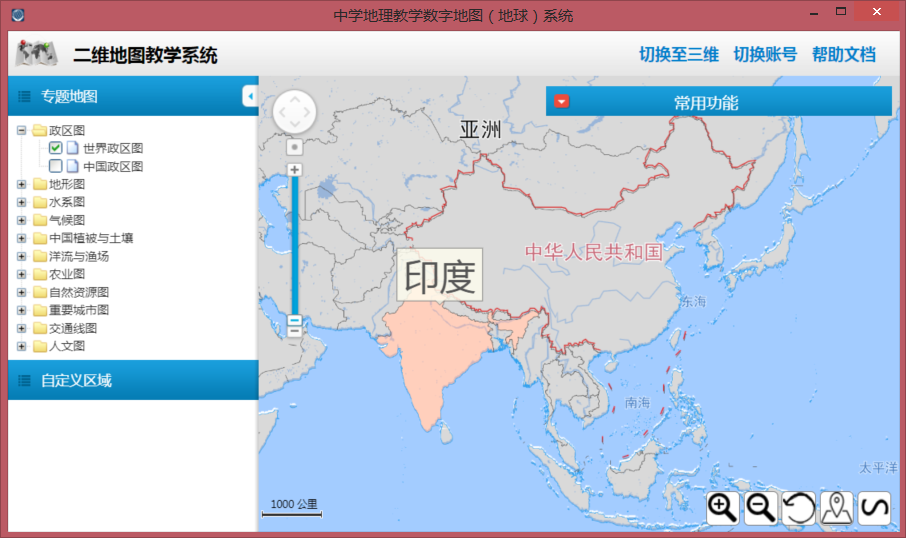 中学地理教学数字地图（地球）系统
二维地图教学系统
切换至三维 切换账号 帮助文档
专题地图
常用功能
政区图
世界政区图
中国政区图
地形图
水系图
气候图
中国植被与土壤
洋流与渔场
农业图
自然资源图
重要城市图
交通线图
人文图
自定义区域
亚洲
中华人民共和国
印度
东海
南海
太平洋
1000 公里